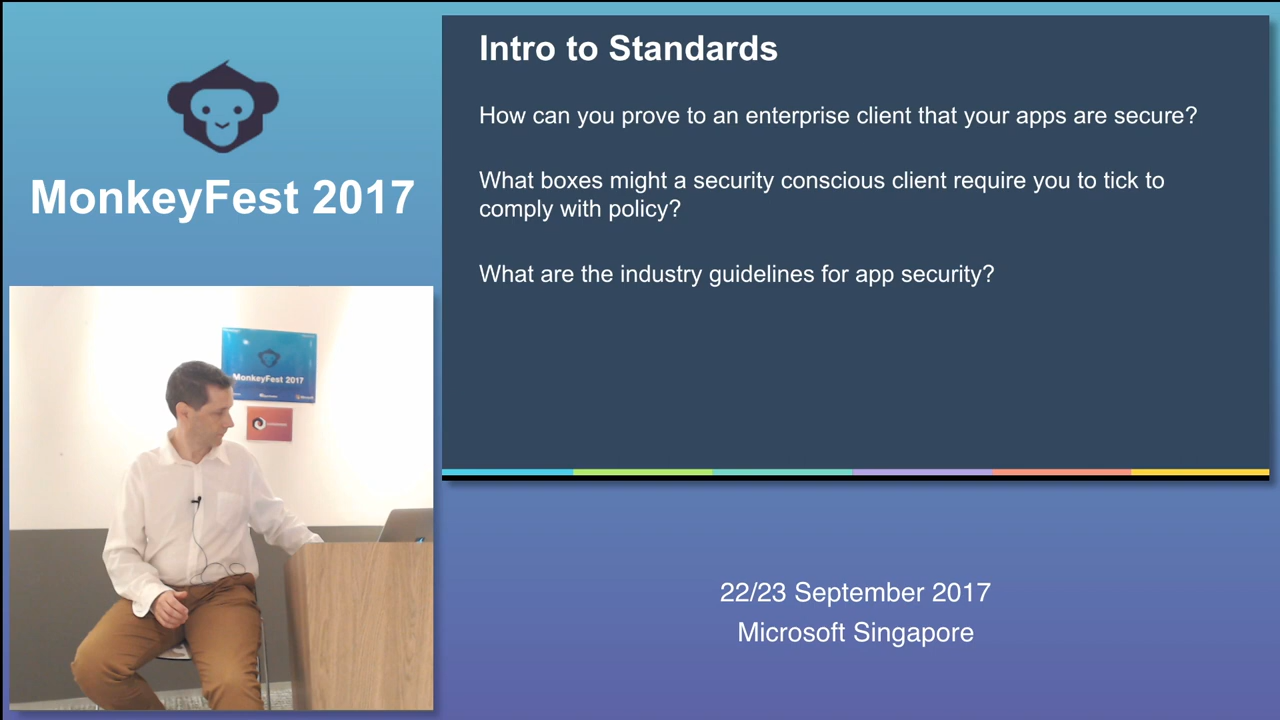 MonkeyFest 2017
Intro to Standards
How can you prove to an enterprise client that your apps are secure?
What boxes might a security conscious client require you to tick to
comply with policy?
What are the industry guidelines for app security?
MonkeyFest 2017
22/23 September 2017
Microsoft Singapore